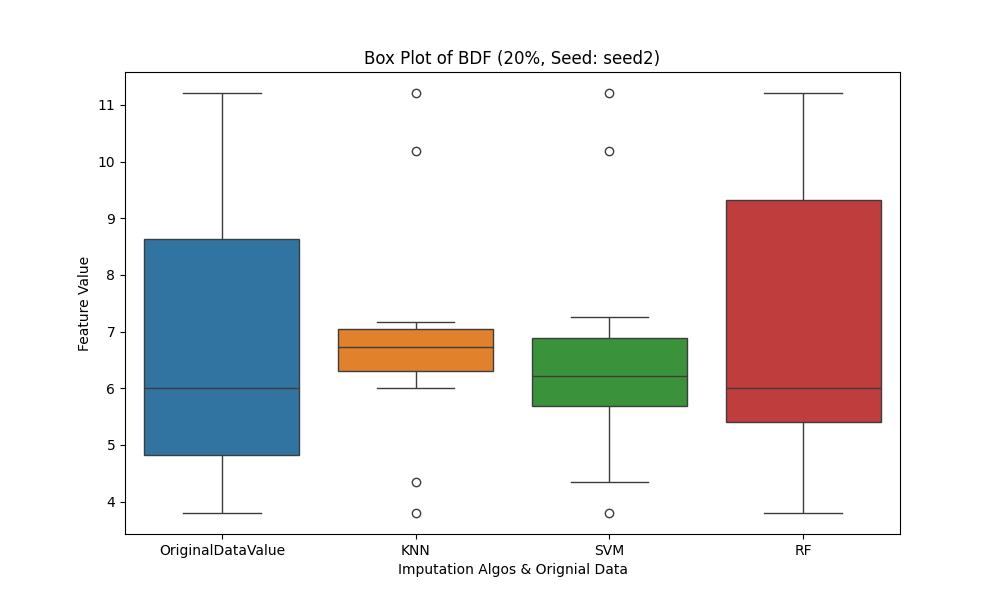 Box Plot of BDF (20%, Seed: seed2)
11
10
9
8
7
6
5
4
Feature Value
OriginalDataValue
KNN
SVM
RF
Imputation Algos & Orignial Data